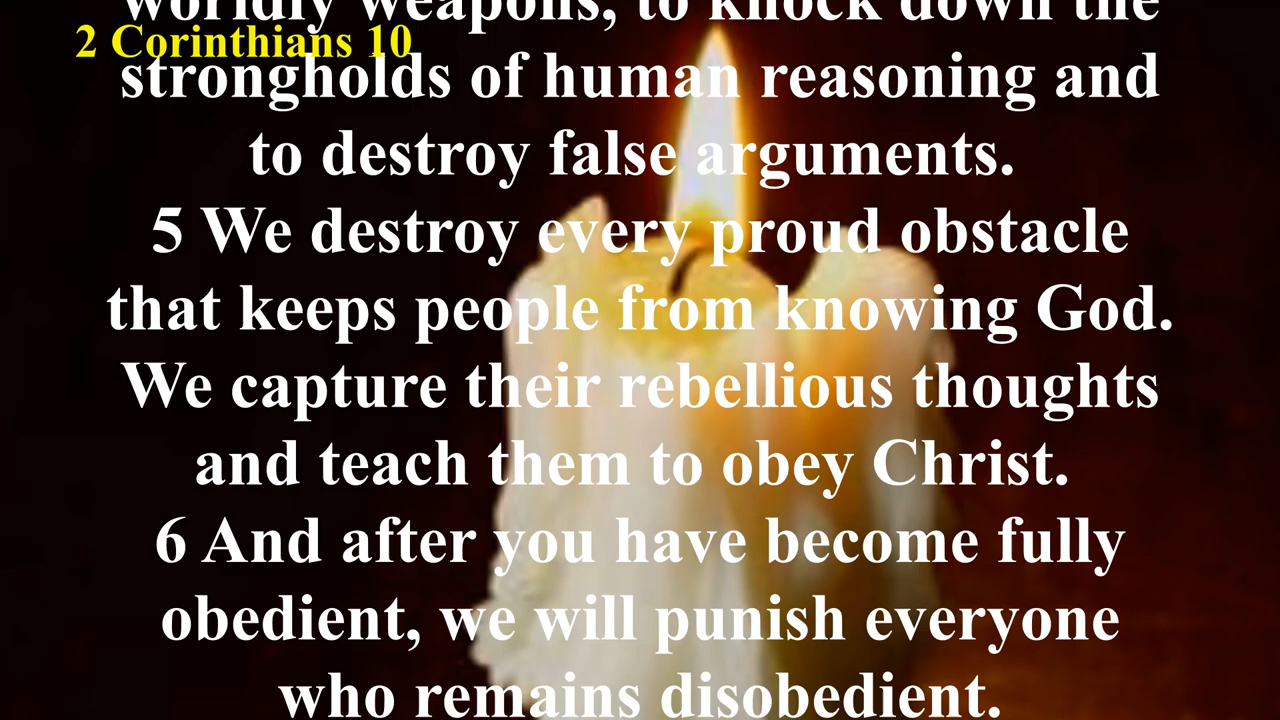 worldly weapons, to knock down the
2 Corinthians 10
strongholds of human reasoning and
to destroy false arguments.
5 We destroy every proud obstacle
that keeps people from knowing God.
We capture their rebellious thoughts
and teach them to obey Christ.
6 And after you have become fully
obedient, we will punish everyone
who remains disobedient.